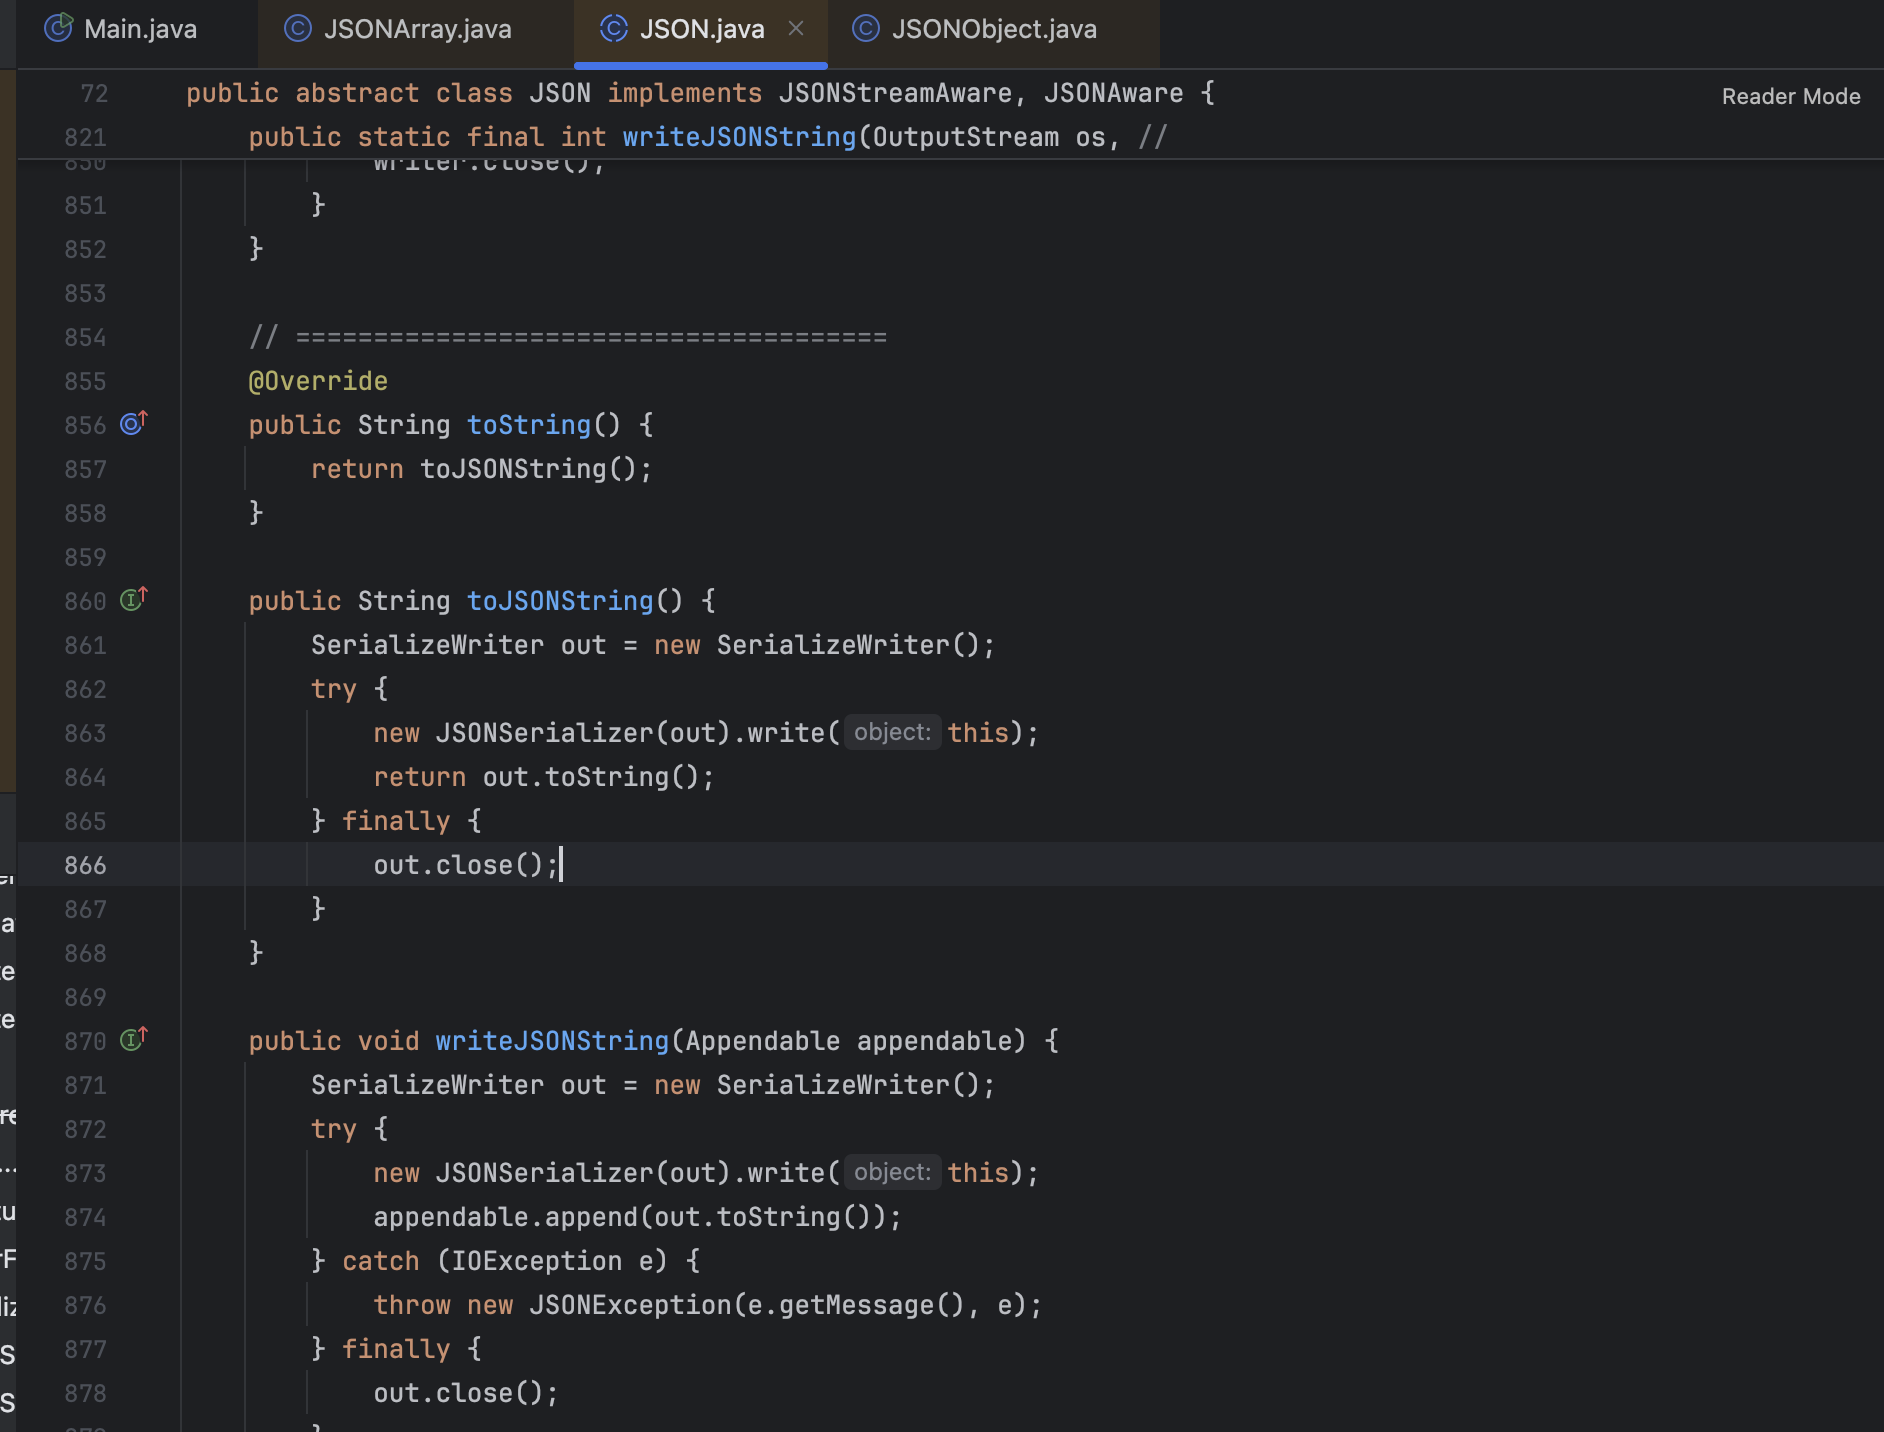 Main.java JSONArray.java JSON.java JSONObject.java
Reader Mode
72 public abstract class JSON implements JSONStreamAware, JSONAware {
821 public static final int writeJSONString(OutputStream os, //
850 writer.close();
851 }
852 }
853
854 // ======================================
855 @Override
856 public String toString() {
857 return toJSONString();
858 }
859
860 public String toJSONString() {
861 SerializeWriter out = new SerializeWriter();
862 try {
863 new JSONSerializer(out).write( object: this);
864 return out.toString();
865 } finally {
866 out.close();
867 }
868 }
869
870 public void writeJSONString(Appendable appendable) {
871 SerializeWriter out = new SerializeWriter();
872 try {
873 new JSONSerializer(out).write( object: this);
874 appendable.append(out.toString());
875 } catch (IOException e) {
876 throw new JSONException(e.getMessage(), e);
877 } finally {
878 out.close();